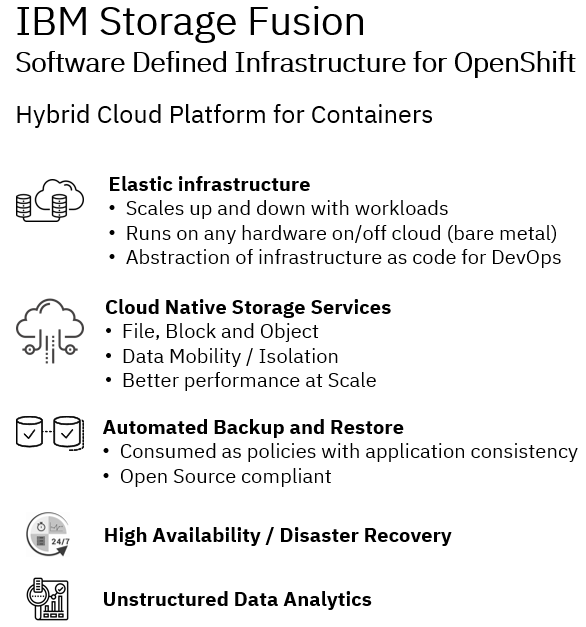 IBM Storage Fusion
Software Defined Infrastructure for OpenShift
Hybrid Cloud Platform for Containers
Elastic infrastructure
• Scales up and down with workloads
• Runs on any hardware on/off cloud (bare metal)
• Abstraction of infrastructure as code for DevOps
Cloud Native Storage Services
• File, Block and Object
• Data Mobility / Isolation
• Better performance at Scale
Automated Backup and Restore
• Consumed as policies with application consistency
• Open Source compliant
24/7
High Availability / Disaster Recovery
Unstructured Data Analytics